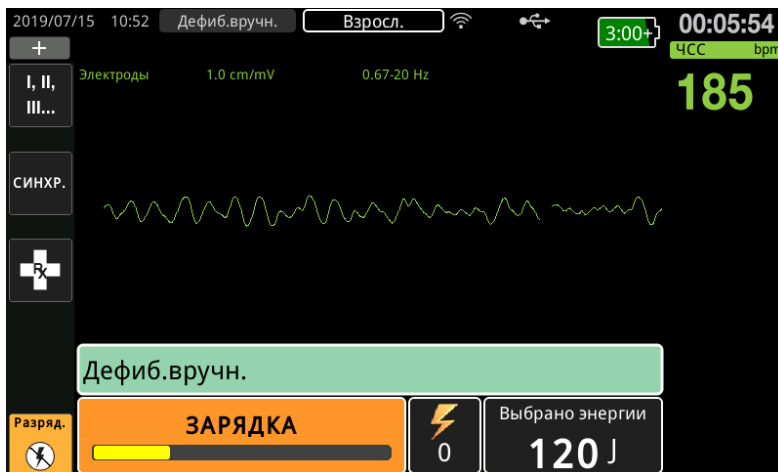 2019/07/15 10:52 Дефиб.вручн. Взросл. 3:00+ 00:05:54
+
ЧСС bpm
185
I, II,
III...
Электроды 1.0 cm/mV 0.67-20 Hz
СИНХР.
Rx
Дефиб.вручн.
Разряд.
ЗАРЯДКА
0
Выбрано энергии
120 J